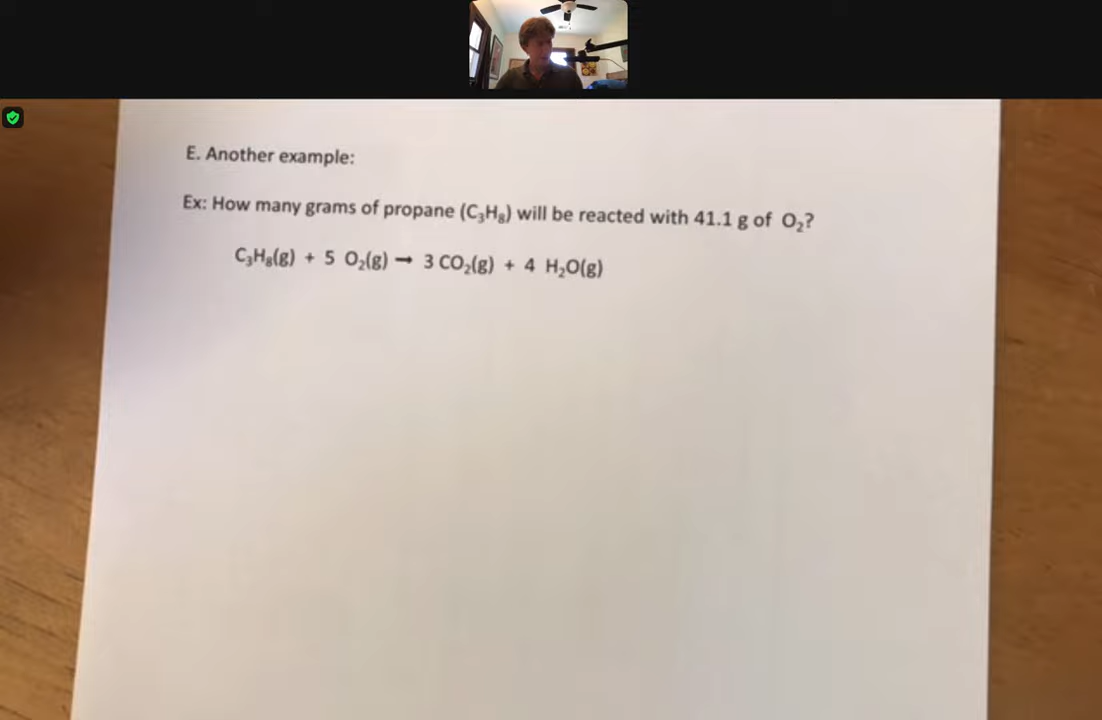 E. Another example:
Ex: How many grams of propane (C₃H₈) will be reacted with 41.1 g of O₂?
C₃H₈(g) + 5 O₂(g) → 3 CO₂(g) + 4 H₂O(g)